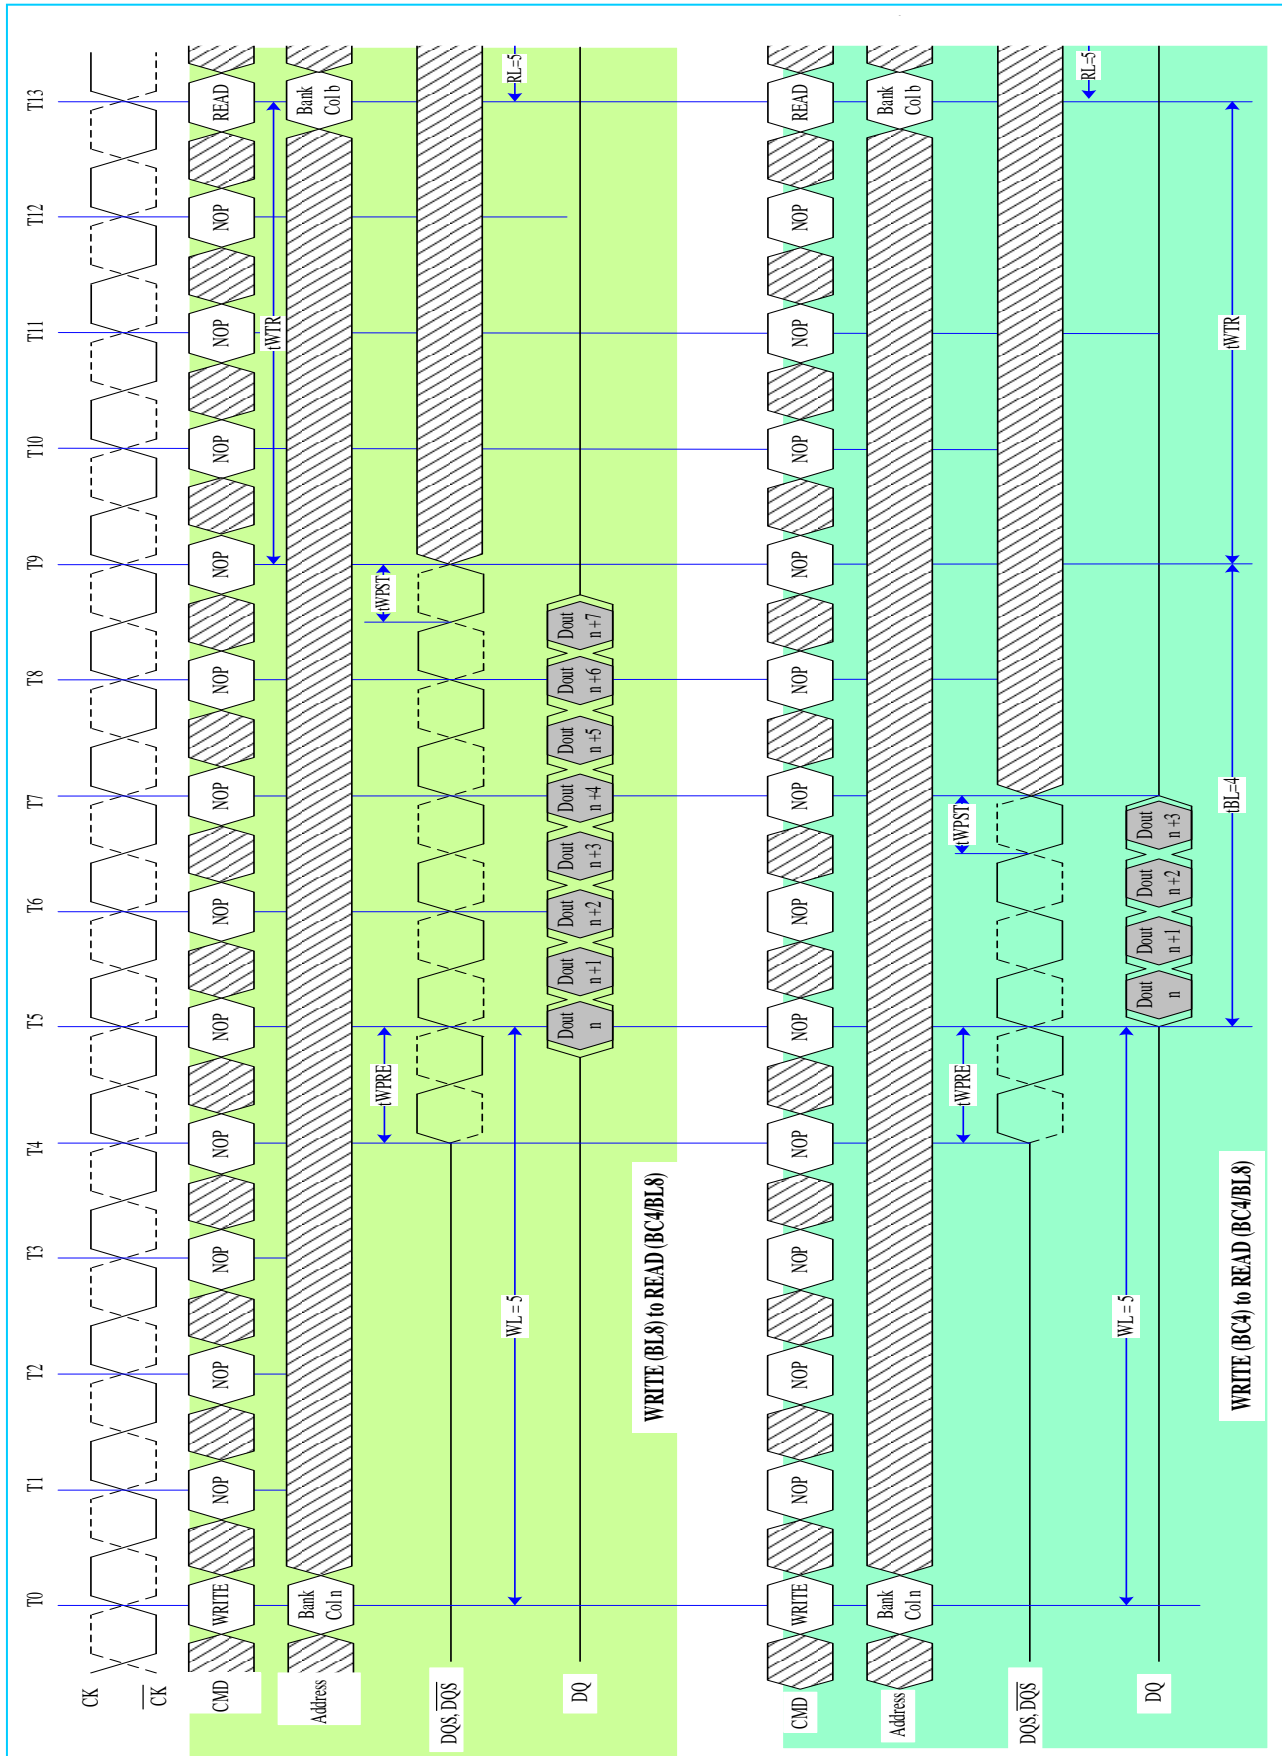 T0 T1 T2 T3 T4 T5 T6 T7 T8 T9 T10 T11 T12 T13
CK
CK
CMD WRITE NOP NOP NOP NOP NOP NOP NOP NOP NOP NOP NOP NOP READ
tWTR
Address
Bank
Col n
Bank
Col b
tWPRE tWPST
DQS, DQS
WL = 5 RL=5
DQ
Dout
n
Dout
n+1
Dout
n+2
Dout
n+3
Dout
n+4
Dout
n+5
Dout
n+6
Dout
n+7
WRITE (BL8) to READ (BC4/BL8)
CMD WRITE NOP NOP NOP NOP NOP NOP NOP NOP NOP NOP NOP NOP READ
Address
Bank
Col n
Bank
Col b
tWPRE tWPST
DQS, DQS
RL=5
WL = 5
DQ
Dout
n
Dout
n+1
Dout
n+2
Dout
n+3
tBL=4 tWTR
WRITE (BC4) to READ (BC4/BL8)